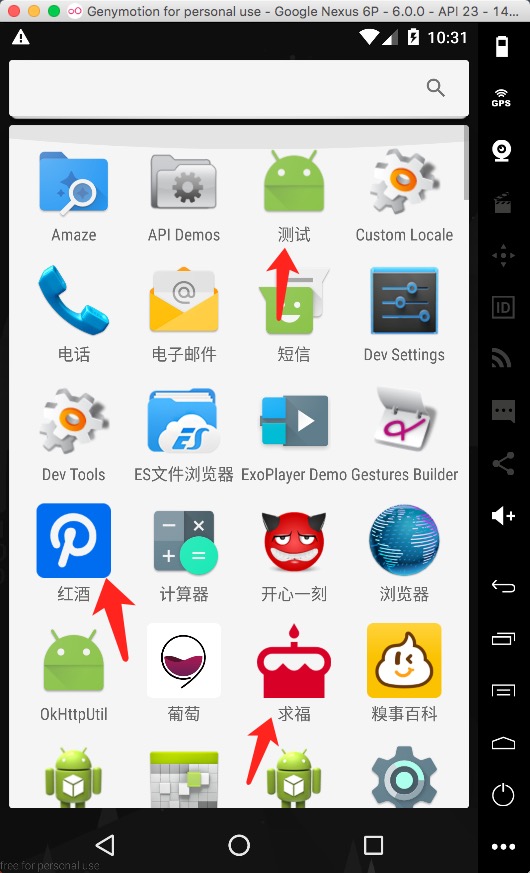 Genymotion for personal use - Google Nexus 6P - 6.0.0 - API 23 - 14...
10:31
GPS
Amaze
API Demos
测试
Custom Locale
ID
电话
电子邮件
短信
Dev Settings
Dev Tools
ES文件浏览器
ExoPlayer Demo
Gestures Builder
红酒
计算器
开心一刻
浏览器
OkHttpUtil
葡萄
求福
糗事百科
free for personal use